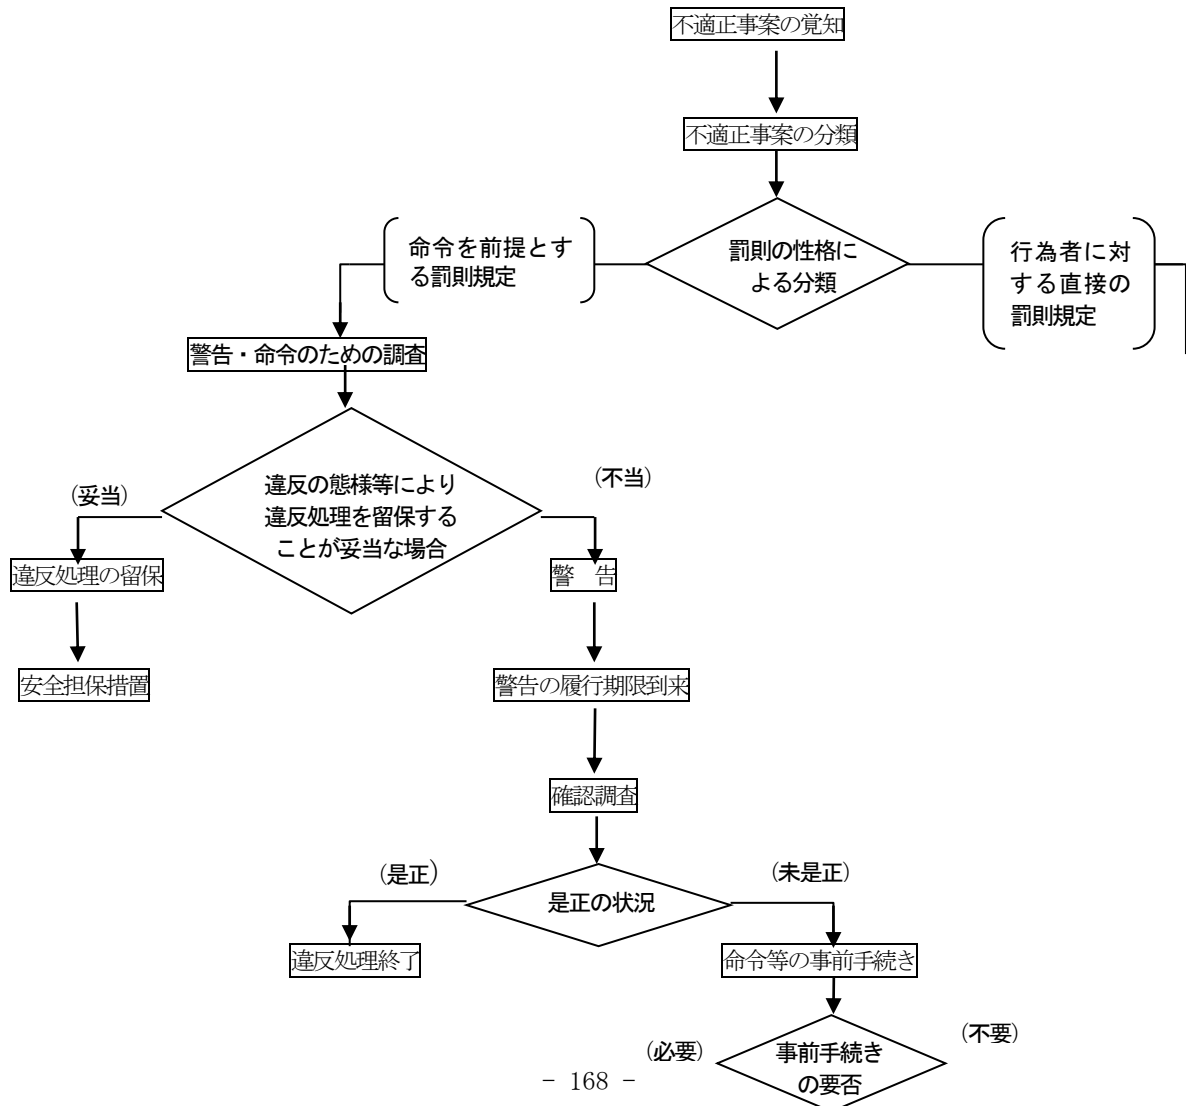 不適正事案の覚知
不適正事案の分類
罰則の性格に
よる分類
命令を前提とす
る罰則規定
行為者に対
する直接の
罰則規定
警告・命令のための調査
違反の態様等により
違反処理を留保する
ことが妥当な場合
(妥当)
(不当)
違反処理の留保
警　告
安全担保措置
警告の履行期限到来
確認調査
是正の状況
(是正)
(未是正)
違反処理終了
命令等の事前手続き
事前手続き
の要否
(必要)
(不要)
- 168 -